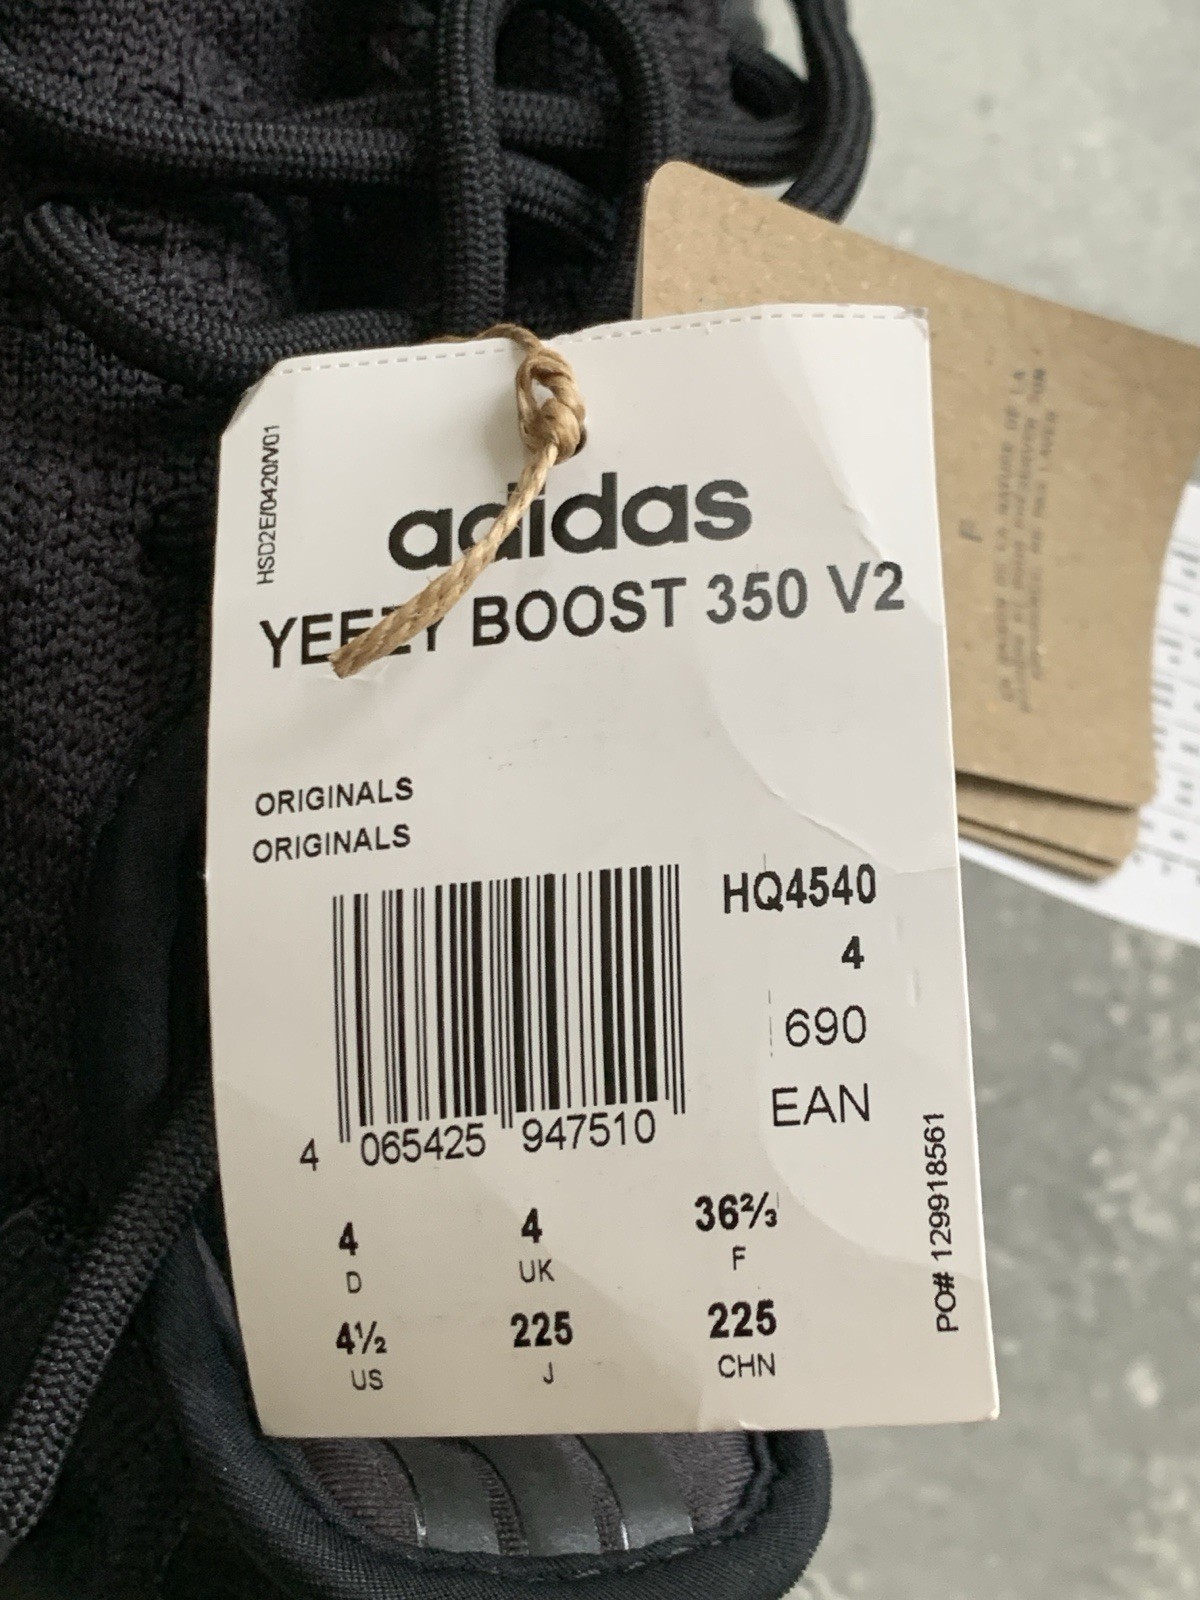 HSD2E/0420/V01
adidas
YEEZY BOOST 350 V2
ORIGINALS
ORIGINALS
HQ4540
4
690
EAN
4 065425 947510
4 4 36⅔
D UK F
4½ 225 225
US J CHN
PO# 129918561